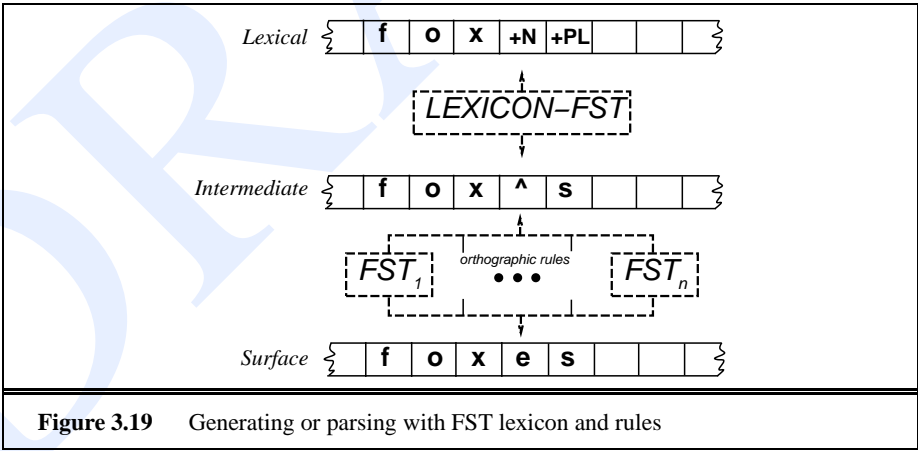 Lexical f o x +N +PL
LEXICON–FST
Intermediate f o x ^ s
orthographic rules
FST1 ••• FSTn
Surface f o x e s
Figure 3.19 Generating or parsing with FST lexicon and rules